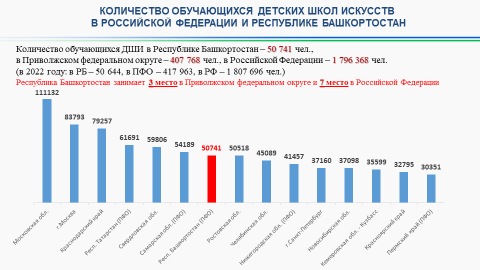 КОЛИЧЕСТВО ОБУЧАЮЩИХСЯ ДЕТСКИХ ШКОЛ ИСКУССТВ
В РОССИЙСКОЙ ФЕДЕРАЦИИ И РЕСПУБЛИКЕ БАШКОРТОСТАН
Количество обучающихся ДШИ в Республике Башкортостан – 50 741 чел.,
в Приволжском федеральном округе – 407 768 чел., в Российской Федерации – 1 796 368 чел.
(в 2022 году: в РБ – 50 644, в ПФО – 417 963, в РФ – 1 807 696 чел.)
Республика Башкортостан занимает 3 место в Приволжском федеральном округе и 7 место в Российской Федерации
111132
83793
79257
61691
59806
54189
50741
50518
45089
41457
37160
37098
35599
32795
30351
Московская обл.
г.Москва
Краснодарский край
Респ. Татарстан (ПФО)
Свердловская обл.
Самарская обл. (ПФО)
Респ. Башкортостан (ПФО)
Ростовская обл.
Челябинская обл.
Нижегородская обл. (ПФО)
г.Санкт-Петербург
Новосибирская обл.
Кемеровская обл. - Кузбасс
Красноярский край
Пермский край (ПФО)